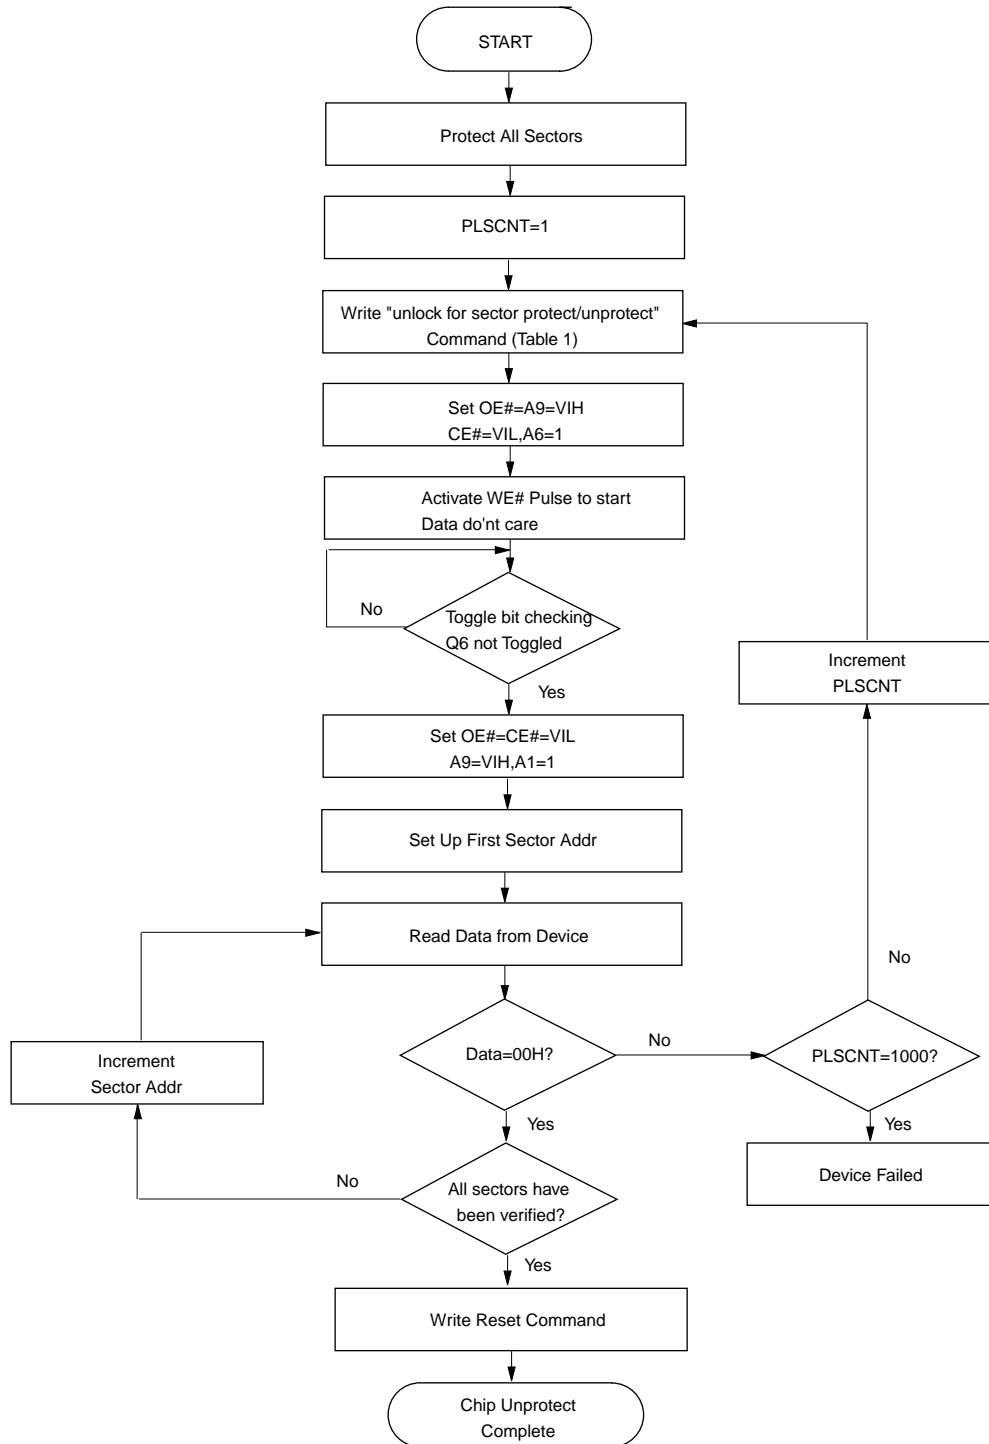 START
Protect All Sectors
PLSCNT=1
Write "unlock for sector protect/unprotect"
Command (Table 1)
Set OE#=A9=VIH
CE#=VIL,A6=1
Activate WE# Pulse to start
Data do'nt care
No
Toggle bit checking
Q6 not Toggled
Yes
Increment
PLSCNT
Set OE#=CE#=VIL
A9=VIH,A1=1
Set Up First Sector Addr
Read Data from Device
No
Increment
Sector Addr
Data=00H?
No
PLSCNT=1000?
Yes
Yes
Device Failed
No
All sectors have
been verified?
Yes
Write Reset Command
Chip Unprotect
Complete